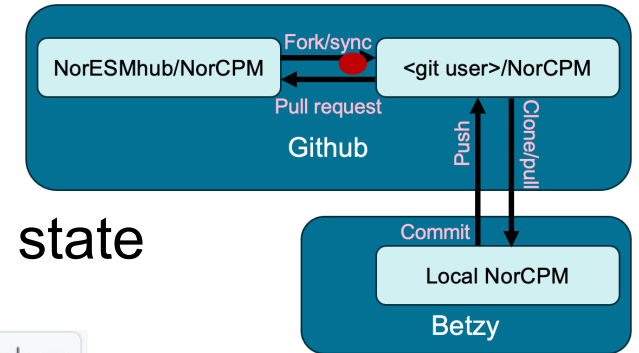 Fork/sync
NorESMhub/NorCPM
<git user>/NorCPM
Pull request
Github
Push
Clone/pull
state
Commit
Local NorCPM
Betzy